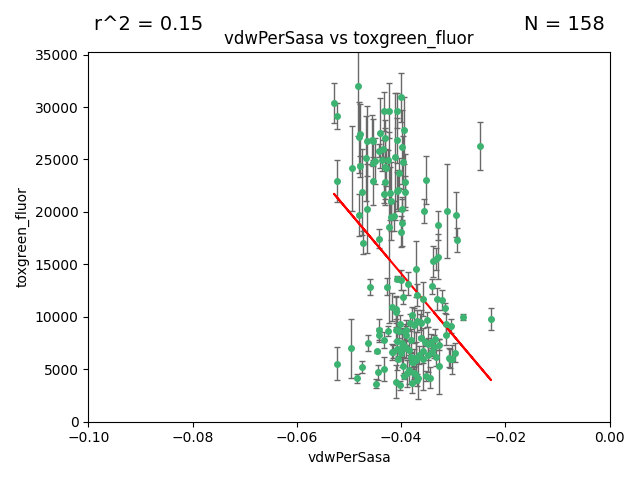 r^2 = 0.15
N = 158
vdwPerSasa vs toxgreen_fluor
35000
30000
25000
20000
15000
10000
5000
0
toxgreen_fluor
−0.10
−0.08
−0.06
−0.04
−0.02
0.00
vdwPerSasa